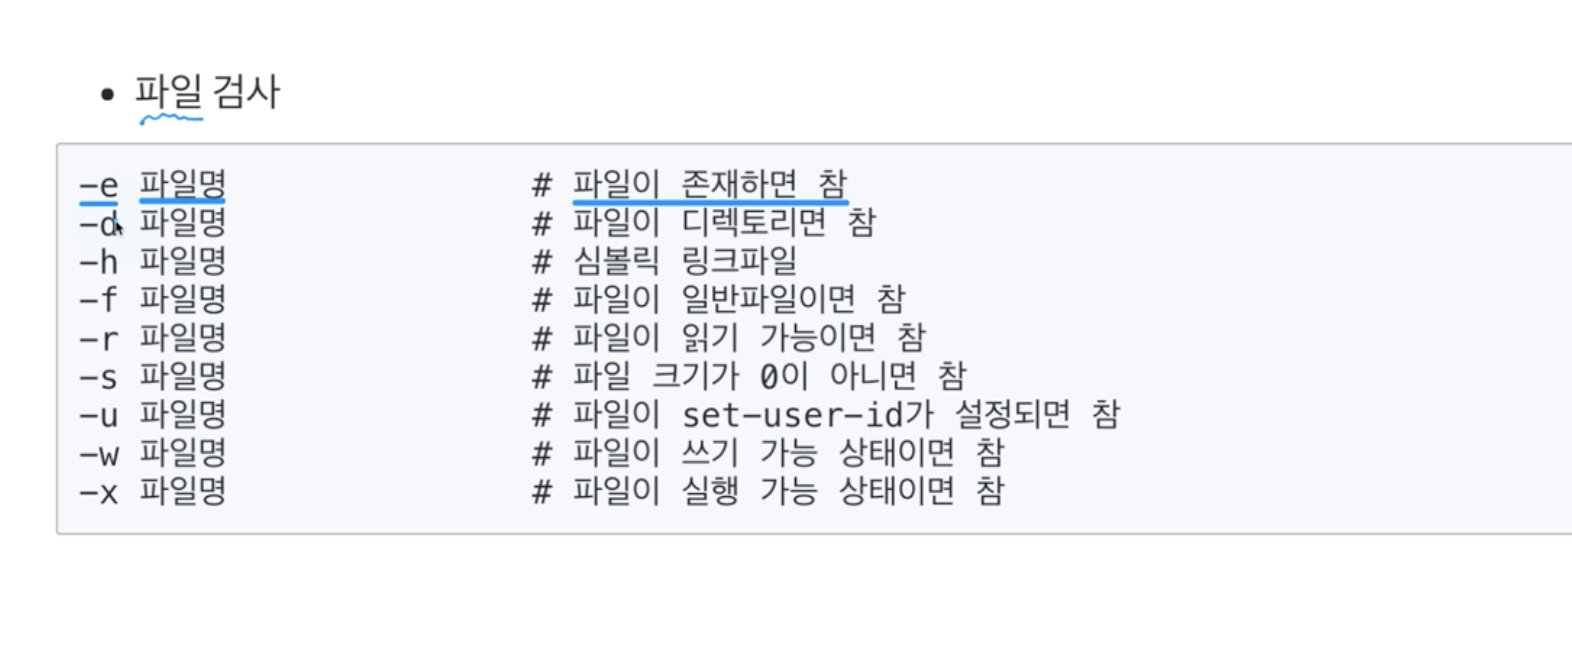 • 파일 검사
-e 파일명 # 파일이 존재하면 참
-d 파일명 # 파일이 디렉토리면 참
-h 파일명 # 심볼릭 링크파일
-f 파일명 # 파일이 일반파일이면 참
-r 파일명 # 파일이 읽기 가능이면 참
-s 파일명 # 파일 크기가 0이 아니면 참
-u 파일명 # 파일이 set-user-id가 설정되면 참
-w 파일명 # 파일이 쓰기 가능 상태이면 참
-x 파일명 # 파일이 실행 가능 상태이면 참